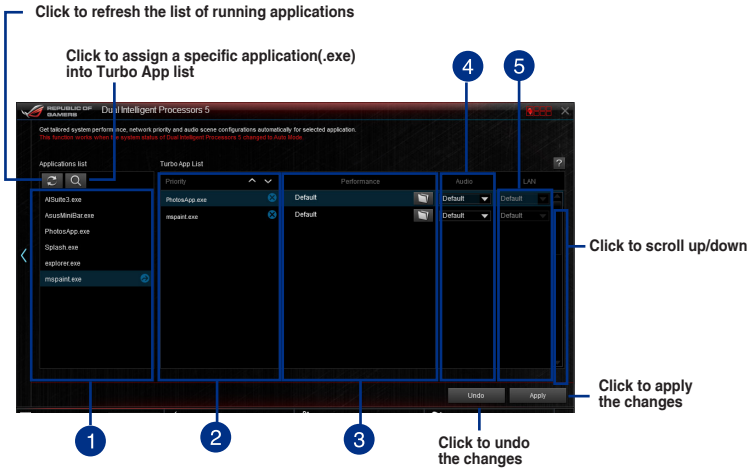 Click to refresh the list of running applications
Click to assign a specific application(.exe)
into Turbo App list
4
5
REPUBLIC OF
GAMERS
Dual Intelligent Processors 5
Get tailored system performance, network priority and audio scene configurations automatically for selected application.
This function works when the system status of Dual Intelligent Processors 5 changed to Auto Mode.
Applications list
Turbo App List
?
Priority
Performance
Audio
LAN
AISuite3.exe
PhotosApp.exe
Default
Default
Default
AsusMiniBar.exe
mspaint.exe
Default
Default
Default
PhotosApp.exe
Splash.exe
explorer.exe
mspaint.exe
Click to scroll up/down
Undo
Apply
Click to apply
the changes
1
2
3
Click to undo
the changes